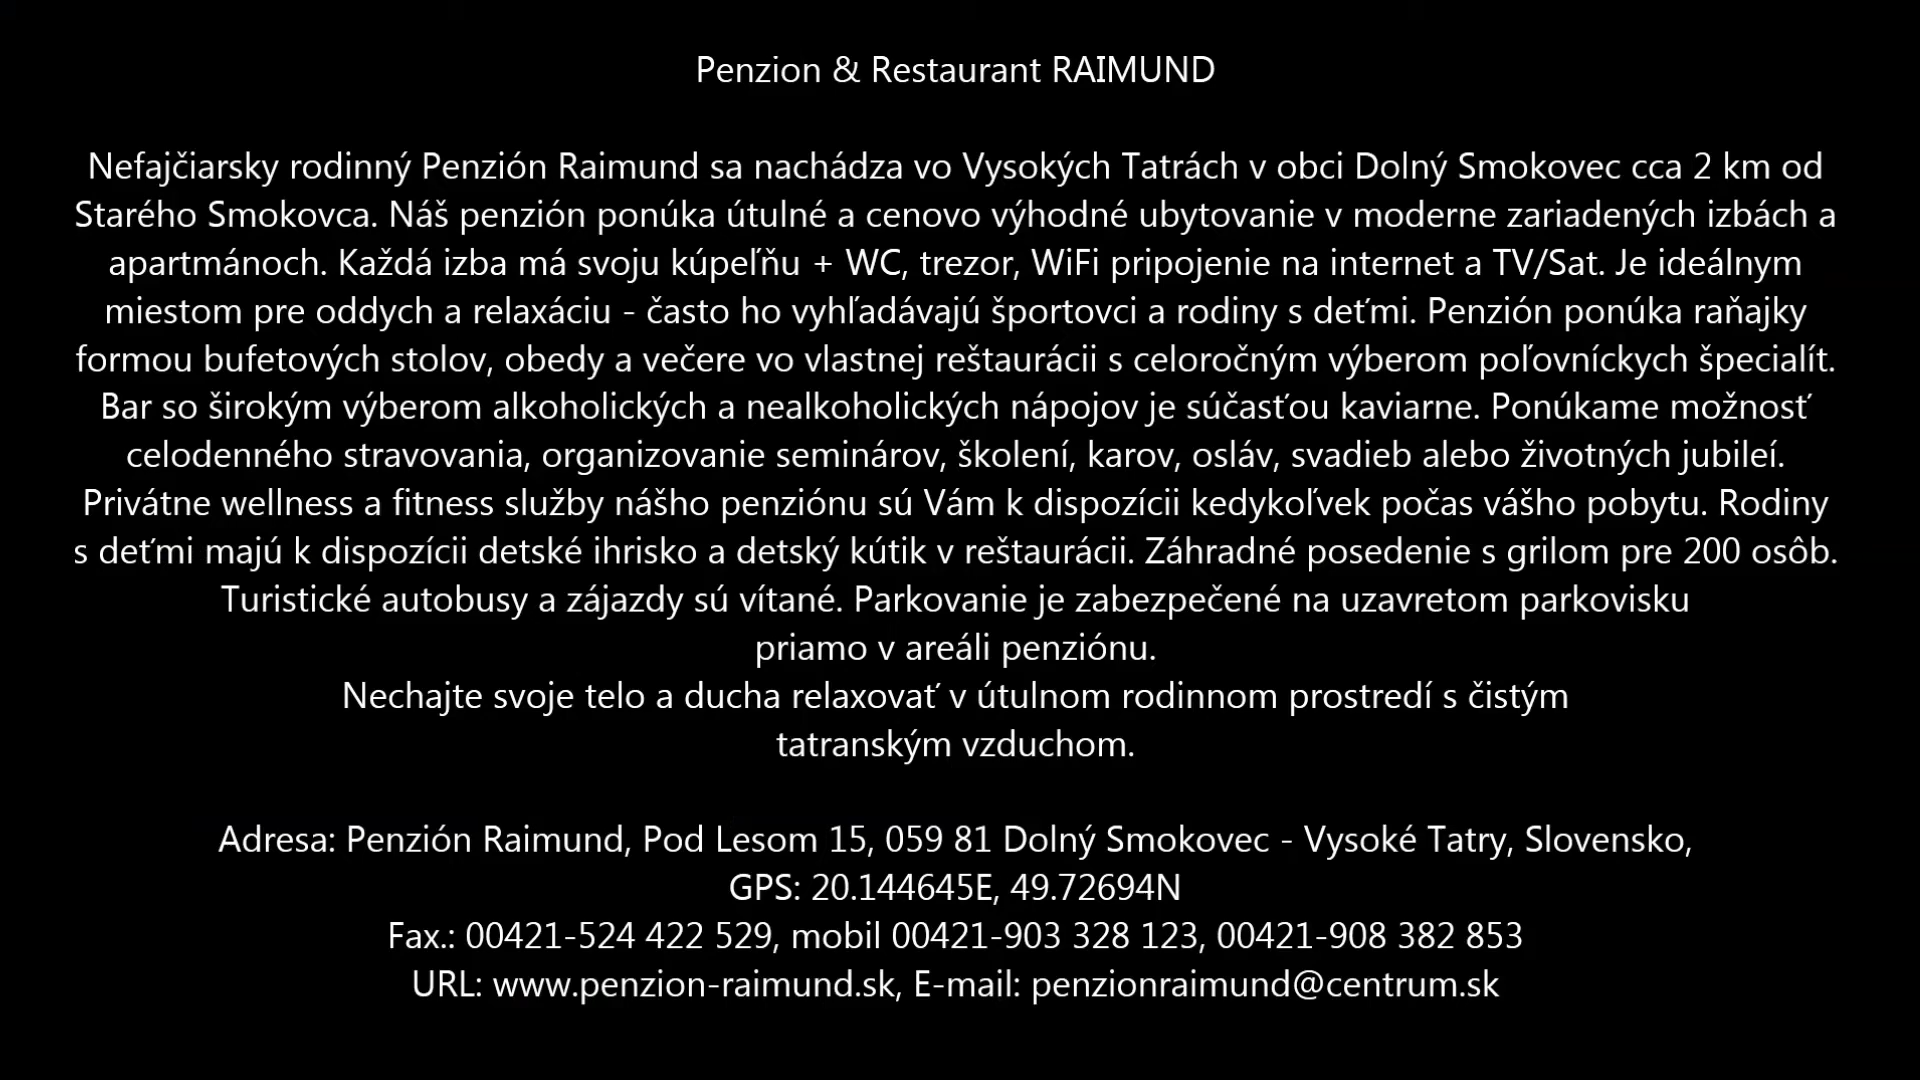 Penzion & Restaurant RAIMUND
Nefajčiarsky rodinný Penzión Raimund sa nachádza vo Vysokých Tatrách v obci Dolný Smokovec cca 2 km od
Starého Smokovca. Náš penzión ponúka útulné a cenovo výhodné ubytovanie v moderne zariadených izbách a
apartmánoch. Každá izba má svoju kúpeľňu + WC, trezor, WiFi pripojenie na internet a TV/Sat. Je ideálnym
miestom pre oddych a relaxáciu - často ho vyhľadávajú športovci a rodiny s deťmi. Penzión ponúka raňajky
formou bufetových stolov, obedy a večere vo vlastnej reštaurácii s celoročným výberom poľovníckych špecialít.
Bar so širokým výberom alkoholických a nealkoholických nápojov je súčasťou kaviarne. Ponúkame možnosť
celodenného stravovania, organizovanie seminárov, školení, karov, osláv, svadieb alebo životných jubileí.
Privátne wellness a fitness služby nášho penziónu sú Vám k dispozícii kedykoľvek počas vášho pobytu. Rodiny
s deťmi majú k dispozícii detské ihrisko a detský kútik v reštaurácii. Záhradné posedenie s grilom pre 200 osôb.
Turistické autobusy a zájazdy sú vítané. Parkovanie je zabezpečené na uzavretom parkovisku
priamo v areáli penziónu.
Nechajte svoje telo a ducha relaxovať v útulnom rodinnom prostredí s čistým
tatranským vzduchom.
Adresa: Penzión Raimund, Pod Lesom 15, 059 81 Dolný Smokovec - Vysoké Tatry, Slovensko,
GPS: 20.144645E, 49.72694N
Fax.: 00421-524 422 529, mobil 00421-903 328 123, 00421-908 382 853
URL: www.penzion-raimund.sk, E-mail: penzionraimund@centrum.sk